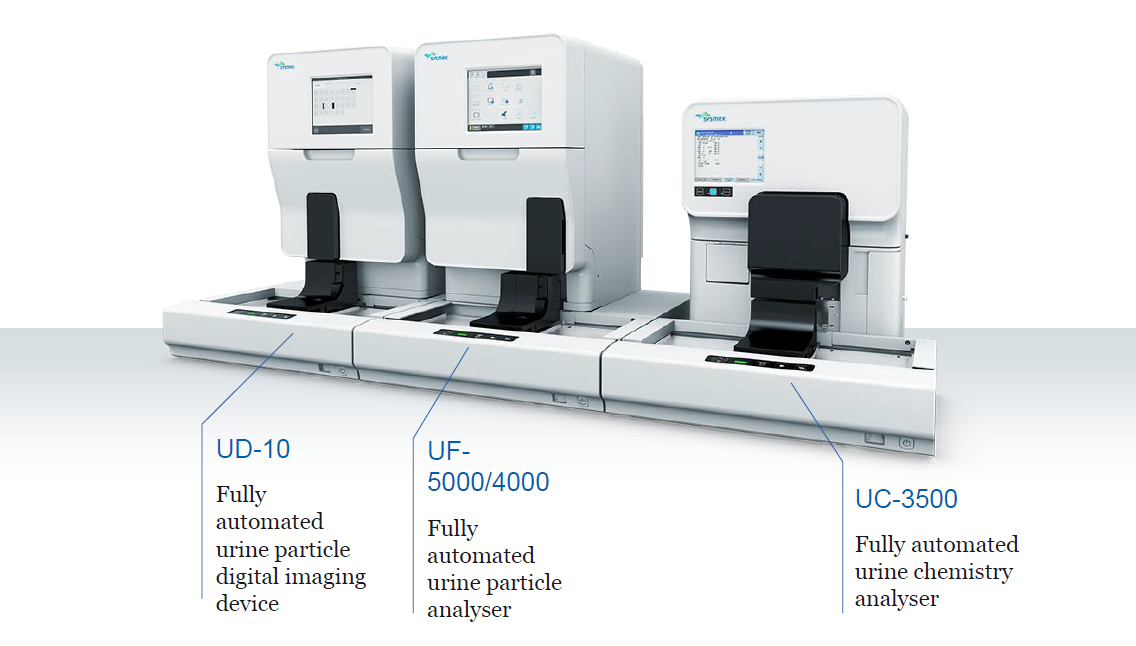 sysmex
sysmex
sysmex
UD-10
Fully
automated
urine particle
digital imaging
device
UF-
5000/4000
Fully
automated
urine particle
analyser
UC-3500
Fully automated
urine chemistry
analyser